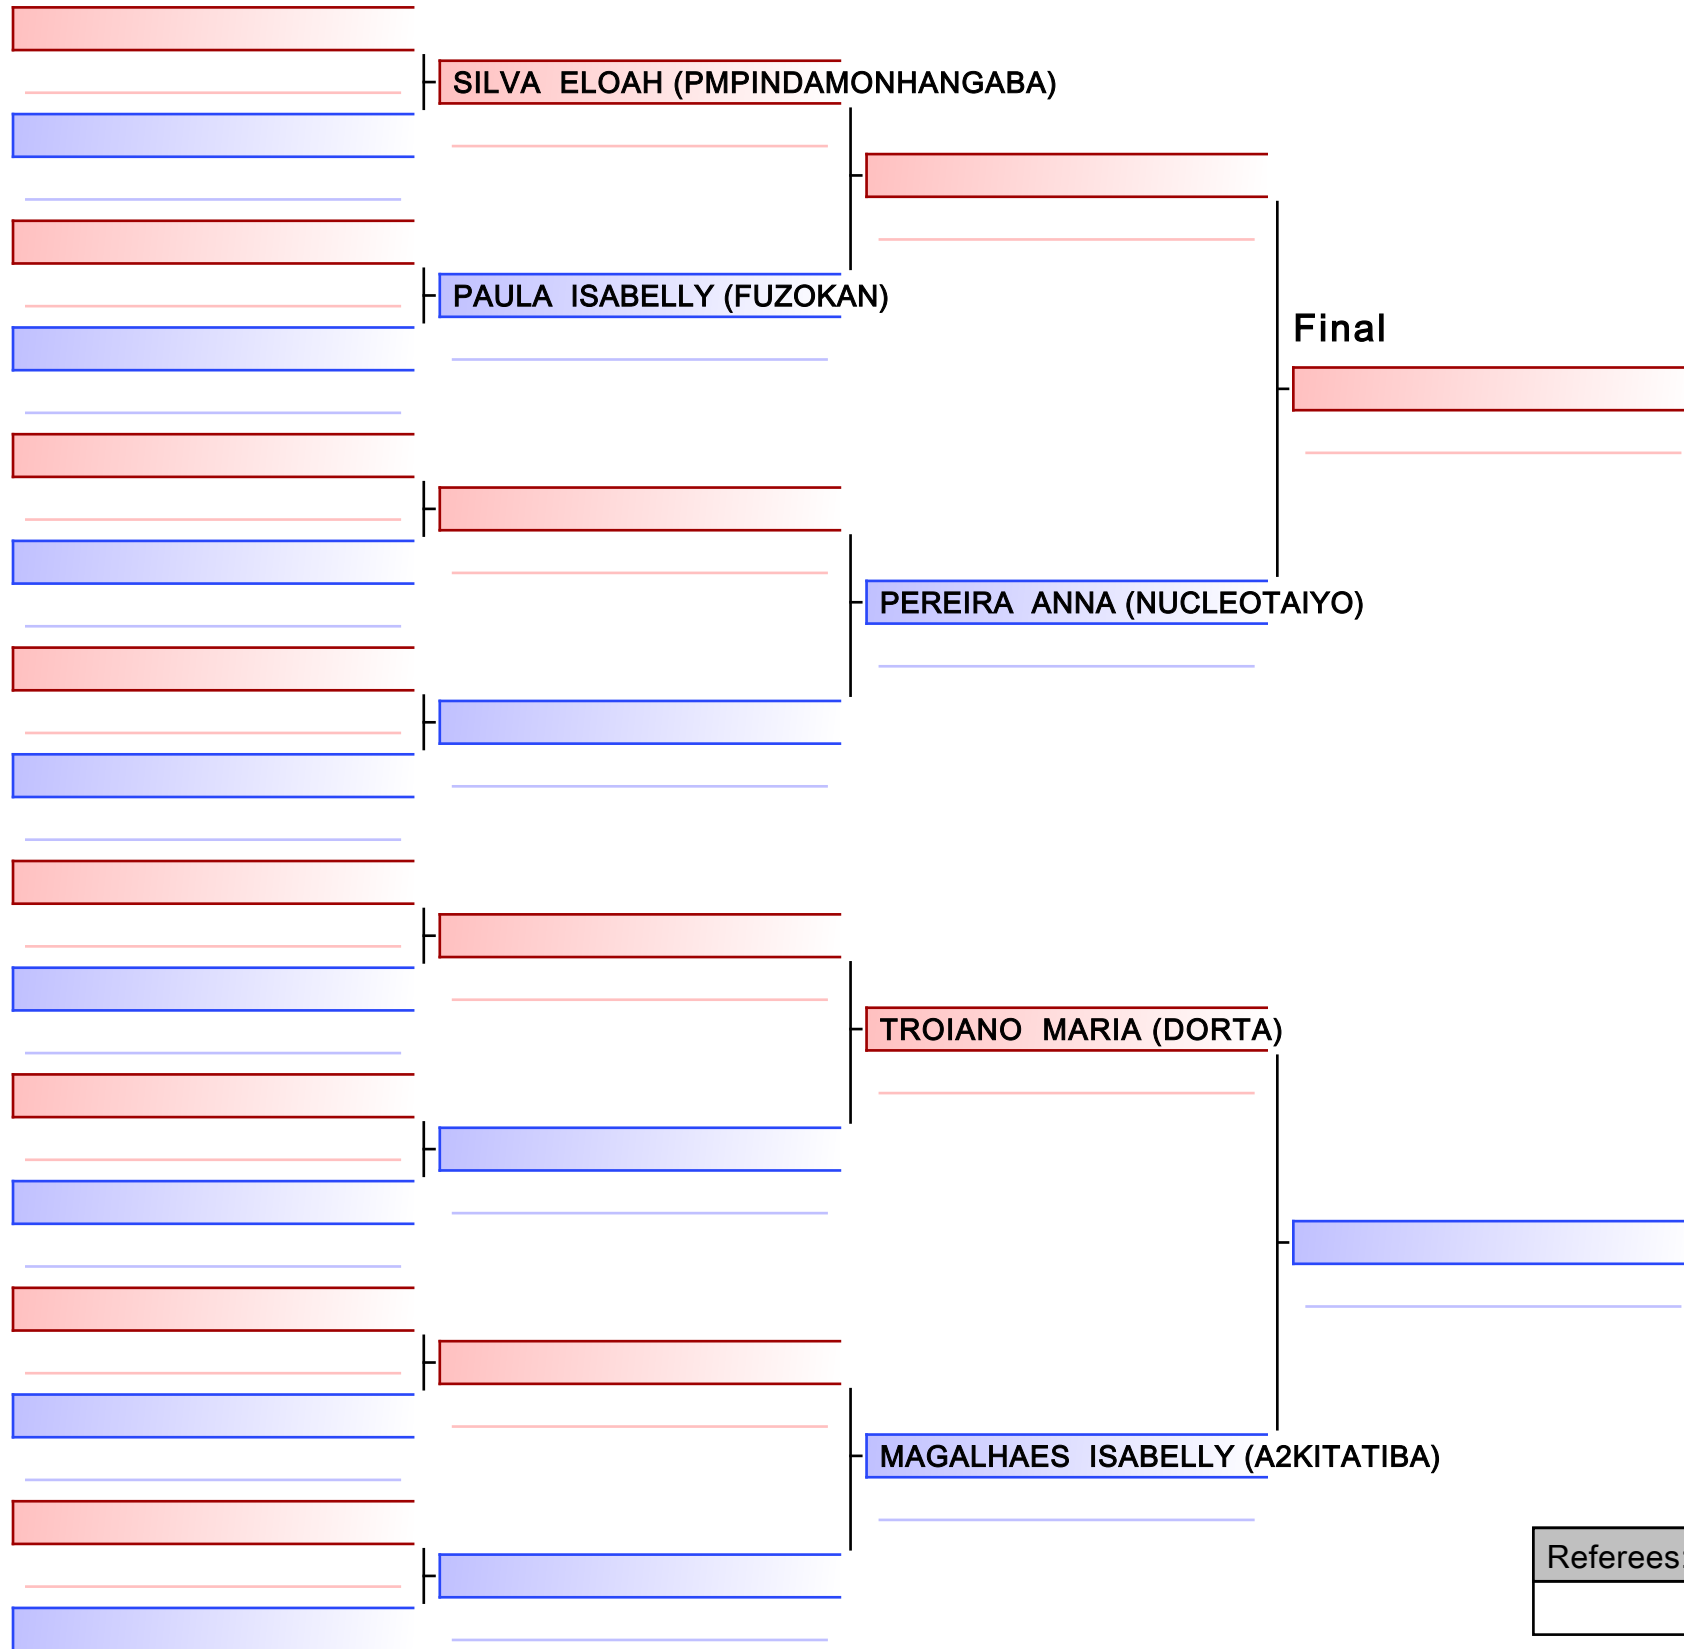 SILVA  ELOAH (PMPINDAMONHANGABA)
PAULA  ISABELLY (FUZOKAN)
Final
PEREIRA  ANNA (NUCLEOTAIYO)
TROIANO  MARIA (DORTA)
MAGALHAES  ISABELLY (A2KITATIBA)
Referees: